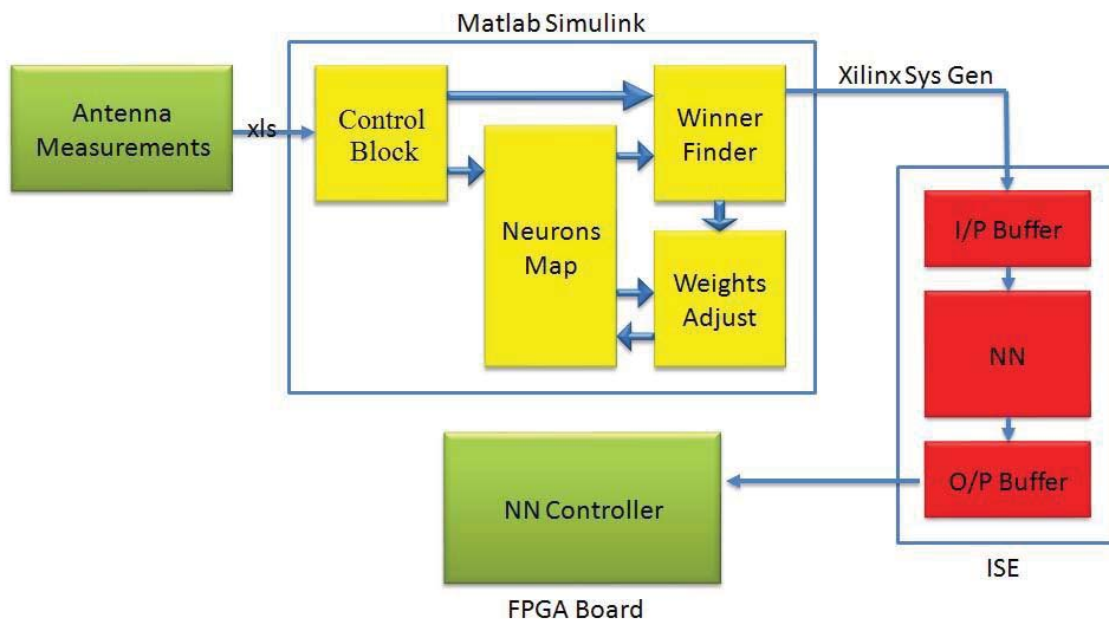 Matlab Simulink
Antenna
Measurements
xls
Control
Block
Neurons
Map
Winner
Finder
Weights
Adjust
Xilinx Sys Gen
I/P Buffer
NN
O/P Buffer
ISE
NN Controller
FPGA Board